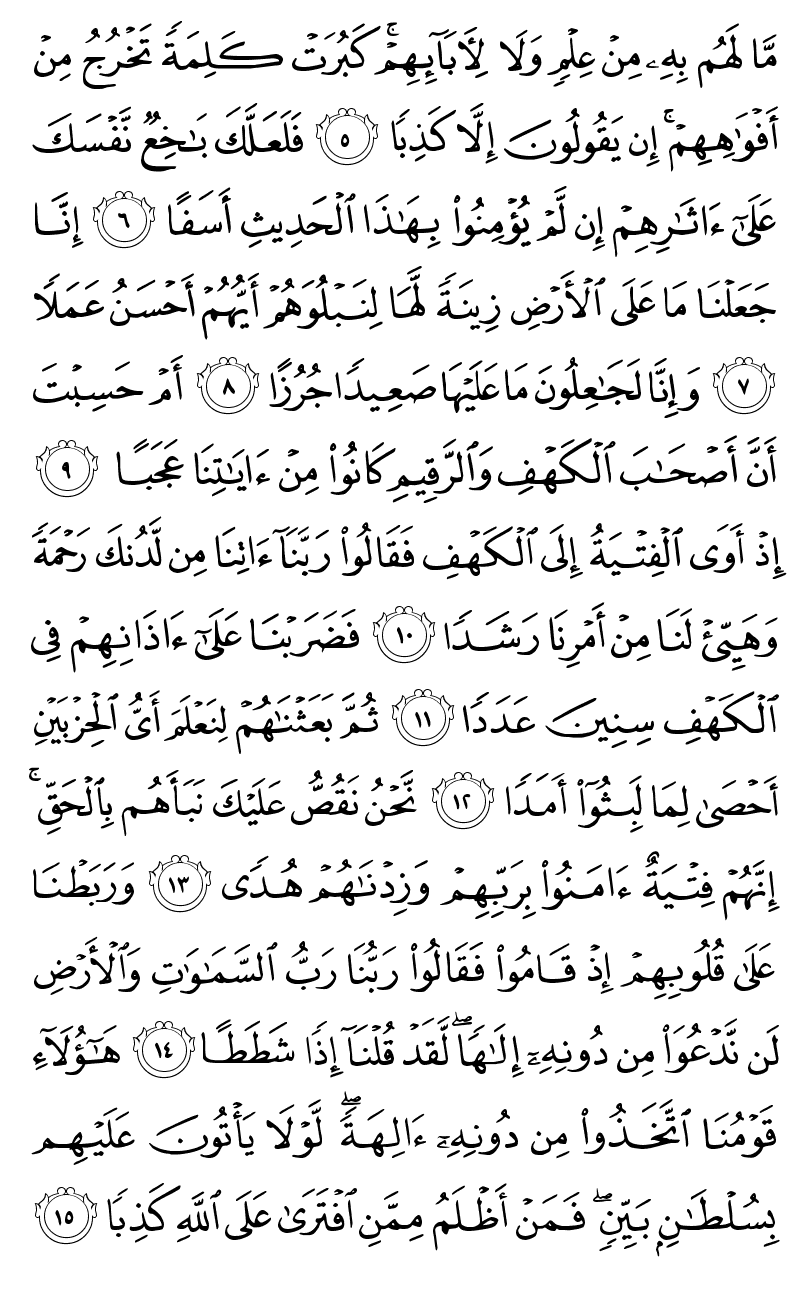 مَّا لَهُم بِهِۦ مِنْ عِلْمٍ وَلَا لِأَبَآئِهِمْ ۚ كَبُرَتْ كَلِمَةً تَخْرُجُ مِنْ
أَفْوَٰهِهِمْ ۚ إِن يَقُولُونَ إِلَّا كَذِبًا ٥ فَلَعَلَّكَ بَـٰخِعٌ نَّفْسَكَ
عَلَىٰٓ ءَاثَـٰرِهِمْ إِن لَّمْ يُؤْمِنُوا۟ بِهَـٰذَا ٱلْحَدِيثِ أَسَفًا ٦ إِنَّا
جَعَلْنَا مَا عَلَى ٱلْأَرْضِ زِينَةً لَّهَا لِنَبْلُوَهُمْ أَيُّهُمْ أَحْسَنُ عَمَلًا
٧ وَإِنَّا لَجَـٰعِلُونَ مَا عَلَيْهَا صَعِيدًا جُرُزًا ٨ أَمْ حَسِبْتَ
أَنَّ أَصْحَـٰبَ ٱلْكَهْفِ وَٱلرَّقِيمِ كَانُوا۟ مِنْ ءَايَـٰتِنَا عَجَبًا ٩
إِذْ أَوَى ٱلْفِتْيَةُ إِلَى ٱلْكَهْفِ فَقَالُوا۟ رَبَّنَآ ءَاتِنَا مِن لَّدُنكَ رَحْمَةً
وَهَيِّئْ لَنَا مِنْ أَمْرِنَا رَشَدًا ١٠ فَضَرَبْنَا عَلَىٰٓ ءَاذَانِهِمْ فِى
ٱلْكَهْفِ سِنِينَ عَدَدًا ١١ ثُمَّ بَعَثْنَـٰهُمْ لِنَعْلَمَ أَىُّ ٱلْحِزْبَيْنِ
أَحْصَىٰ لِمَا لَبِثُوٓا۟ أَمَدًا ١٢ نَّحْنُ نَقُصُّ عَلَيْكَ نَبَأَهُم بِٱلْحَقِّ ۚ
إِنَّهُمْ فِتْيَةٌ ءَامَنُوا۟ بِرَبِّهِمْ وَزِدْنَـٰهُمْ هُدًى ١٣ وَرَبَطْنَا
عَلَىٰ قُلُوبِهِمْ إِذْ قَامُوا۟ فَقَالُوا۟ رَبُّنَا رَبُّ ٱلسَّمَـٰوَٰتِ وَٱلْأَرْضِ
لَن نَّدْعُوَا۟ مِن دُونِهِۦٓ إِلَـٰهًا ۖ لَّقَدْ قُلْنَآ إِذًا شَطَطًا ١٤ هَـٰٓؤُلَآءِ
قَوْمُنَا ٱتَّخَذُوا۟ مِن دُونِهِۦٓ ءَالِهَةً ۖ لَّوْلَا يَأْتُونَ عَلَيْهِم
بِسُلْطَـٰنٍۭ بَيِّنٍ ۖ فَمَنْ أَظْلَمُ مِمَّنِ ٱفْتَرَىٰ عَلَى ٱللَّهِ كَذِبًا ١٥